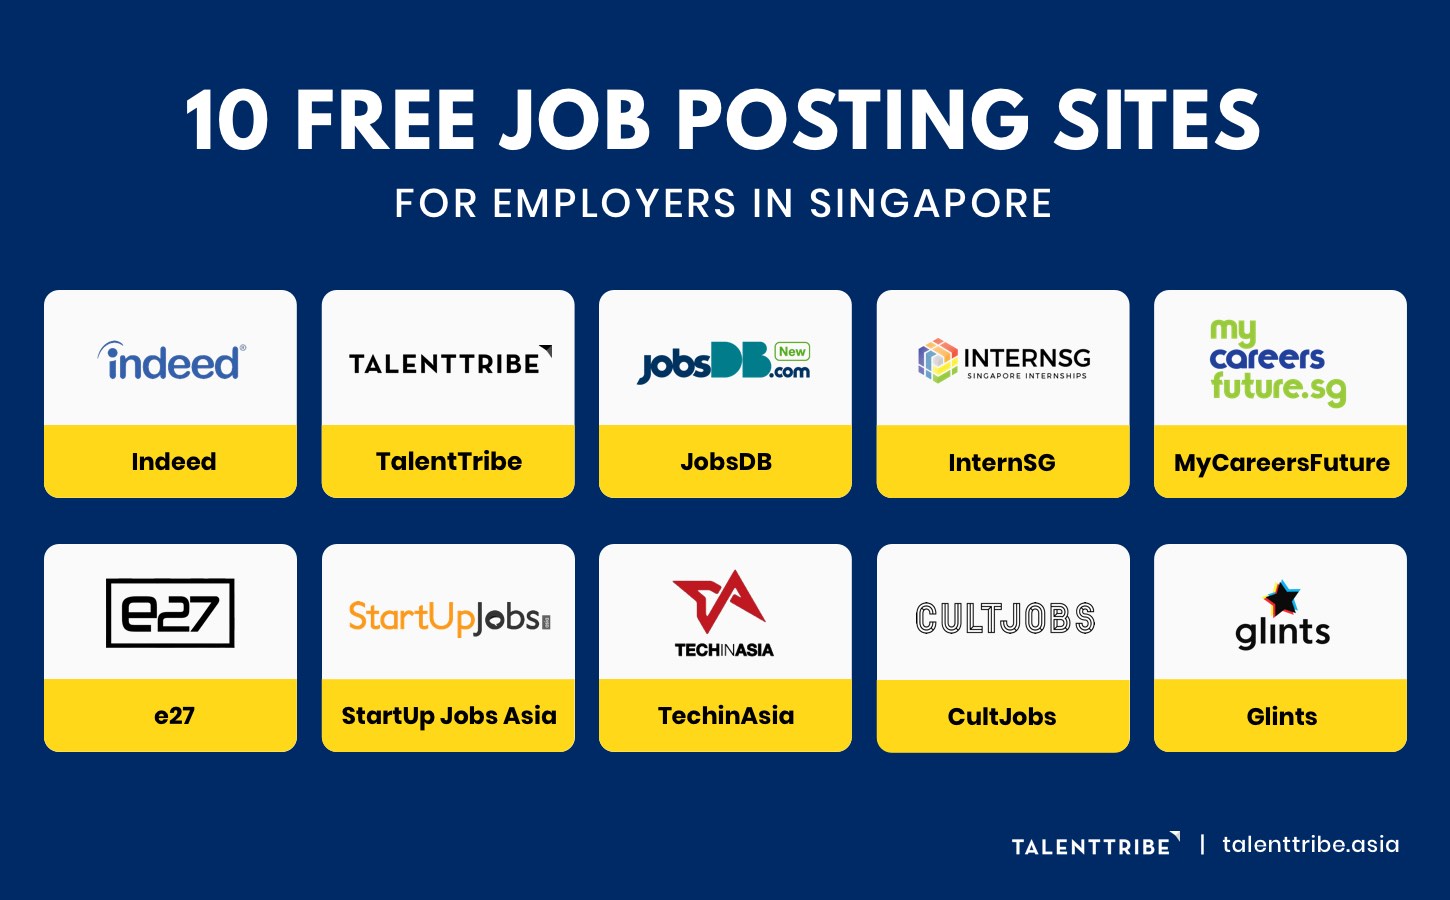 10 FREE JOB POSTING SITES
FOR EMPLOYERS IN SINGAPORE
indeed®
Indeed
TALENTTRIBE
TalentTribe
jobsDB.com New
JobsDB
INTERNSG
SINGAPORE INTERNSHIPS
InternSG
my
careers
future.sg
MyCareersFuture
e27
e27
StartUpJobs
StartUp Jobs Asia
TECHINASIA
TechinAsia
CULTJOBS
CultJobs
glints
Glints
TALENTTRIBE | talenttribe.asia